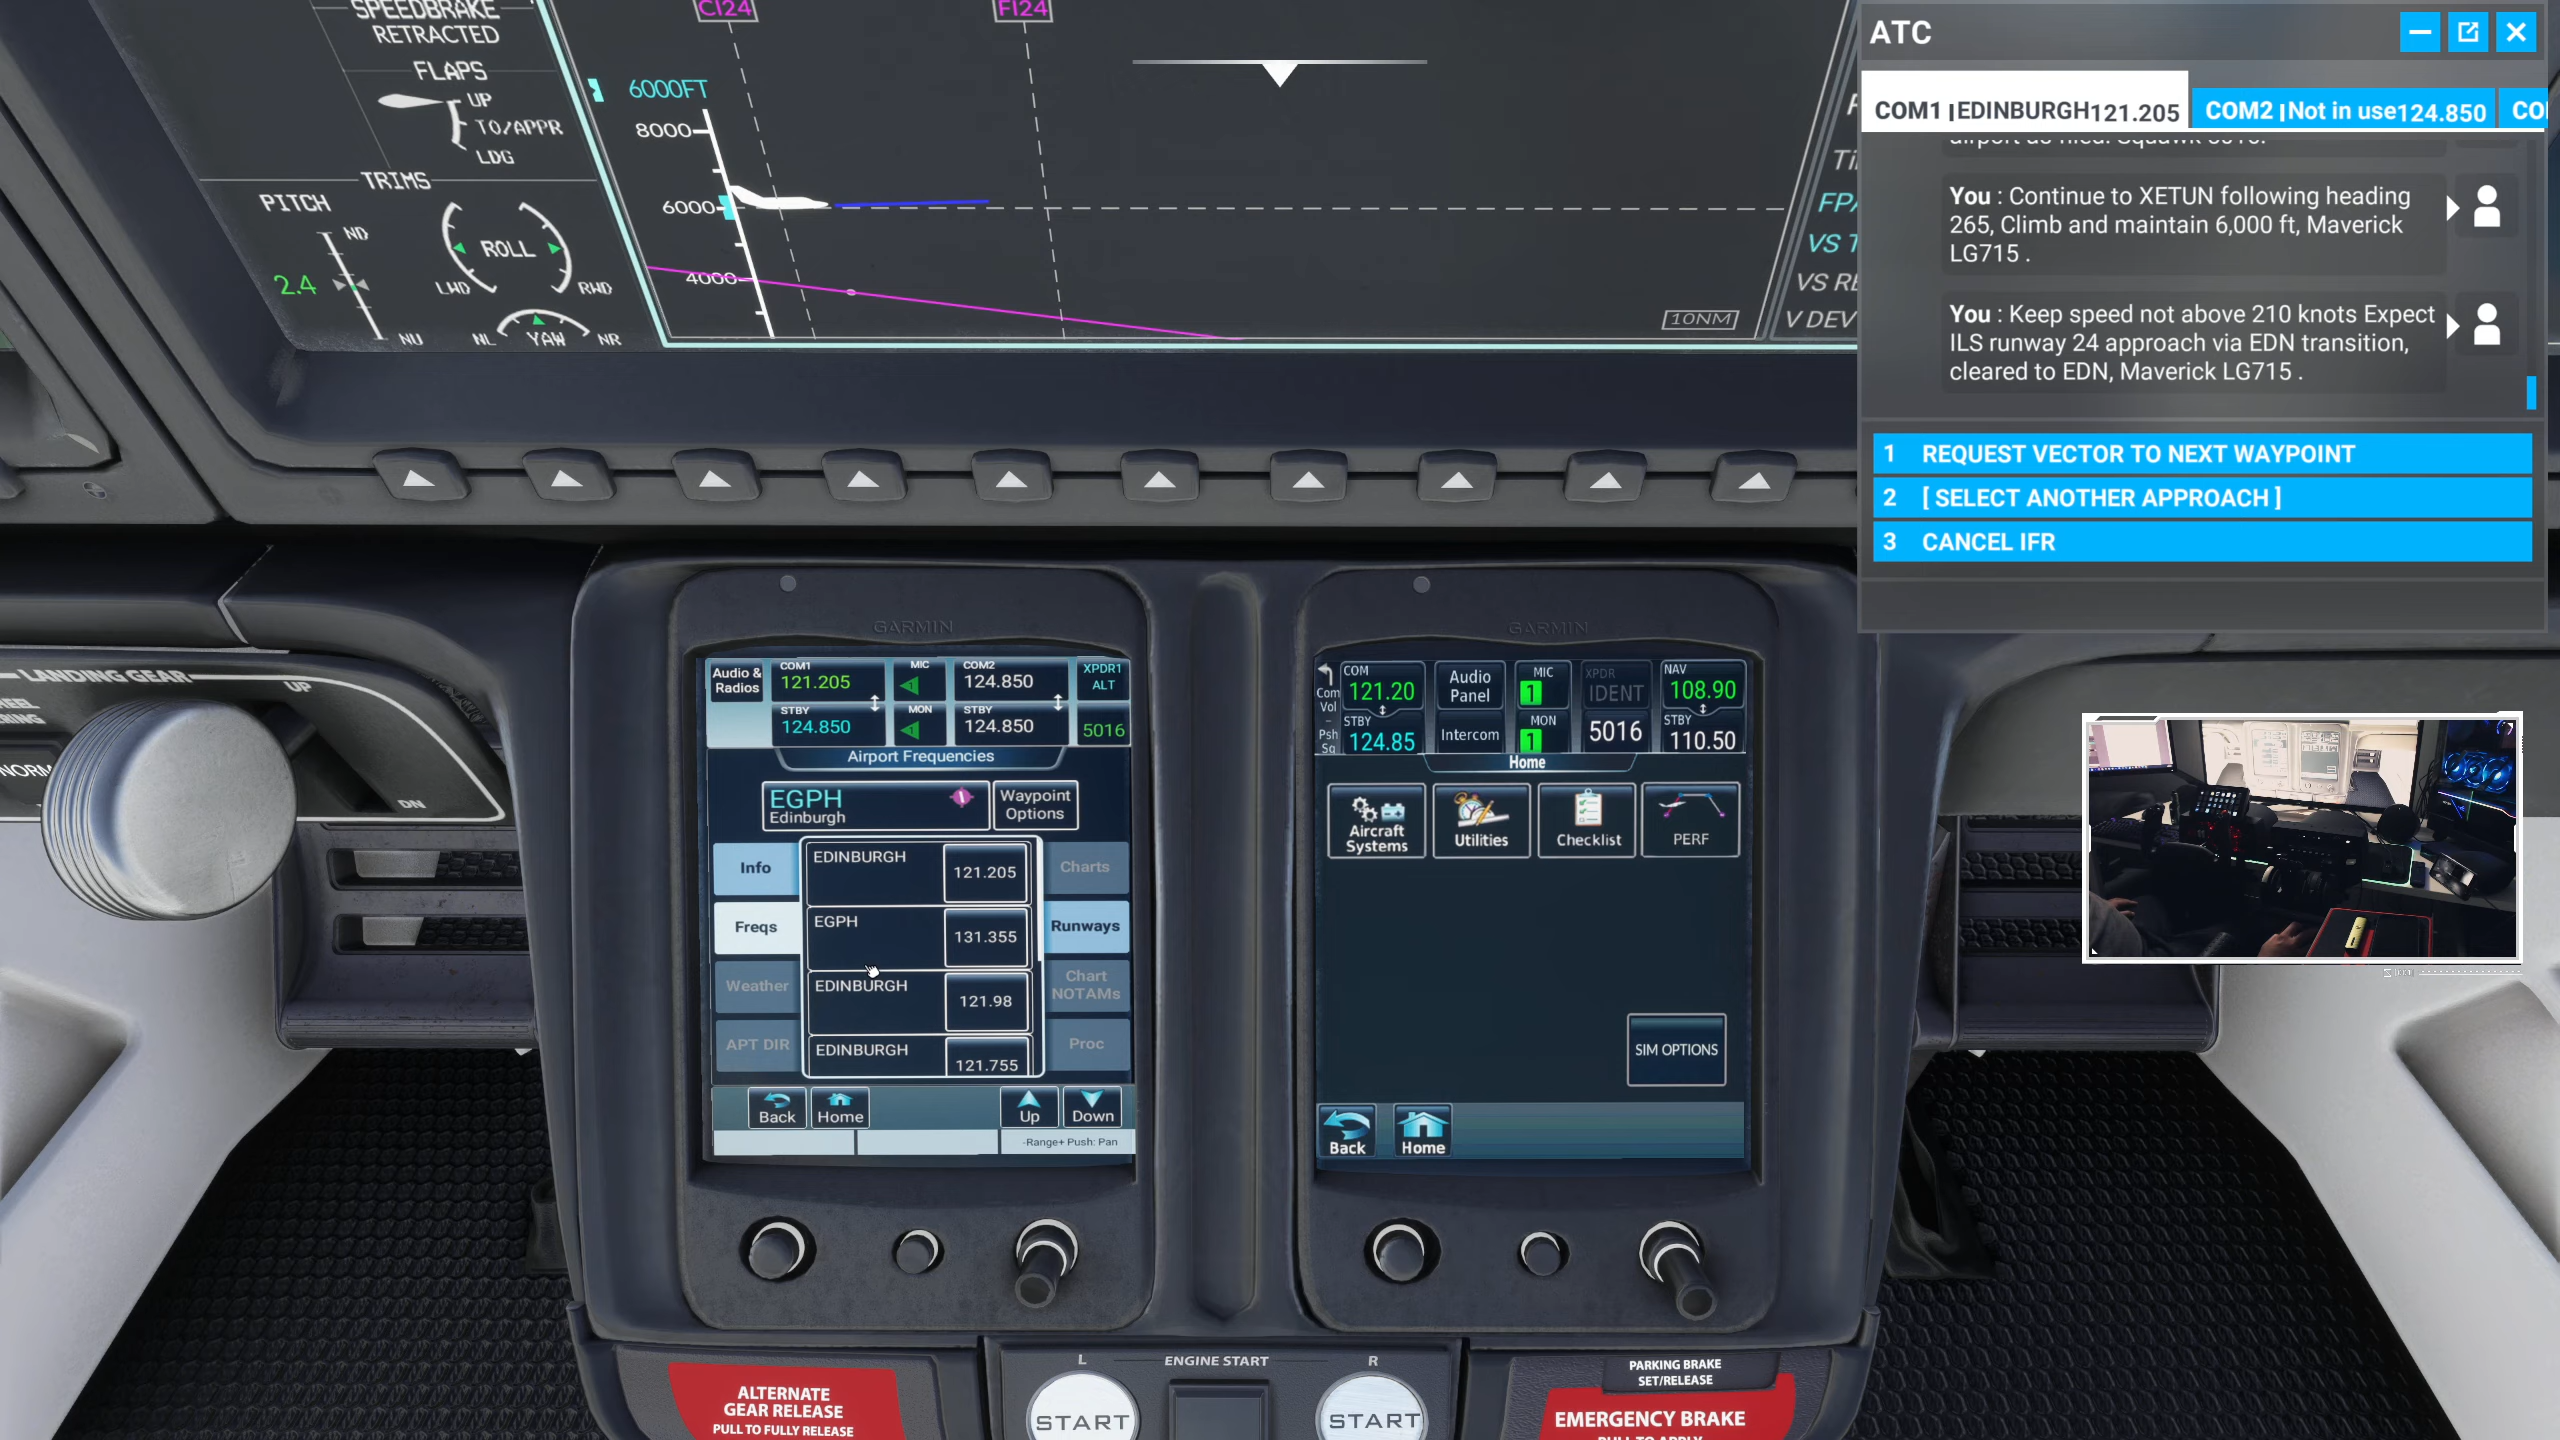 SPEEDBRAKE
RETRACTED
FLAPS
UP
TO/APPR
LDG
TRIMS
PITCH
ND
2.4
NU
ROLL
LWD
RWD
NL
YAW
NR
CI24
FI24
6000FT
8000
6000
4000
10NM
VS T
V DEV
ATC
COM1 |EDINBURGH121.205
COM2 |Not in use124.850
You : Continue to XETUN following heading
265, Climb and maintain 6,000 ft, Maverick
LG715 .
You : Keep speed not above 210 knots Expect
ILS runway 24 approach via EDN transition,
cleared to EDN, Maverick LG715 .
1 REQUEST VECTOR TO NEXT WAYPOINT
2 [ SELECT ANOTHER APPROACH ]
3 CANCEL IFR
LANDING GEAR
UP
DN
GARMIN
Audio &
Radios
COM1
121.205
STBY
124.850
MIC
MON
COM2
124.850
STBY
124.850
XPDR1
ALT
5016
Airport Frequencies
EGPH
Edinburgh
Waypoint
Options
Info
Freqs
Weather
APT DIR
EDINBURGH
121.205
EGPH
131.355
EDINBURGH
121.98
EDINBURGH
121.755
Charts
Runways
Chart
NOTAMs
Proc
Back
Home
Up
Down
-Range+ Push: Pan
GARMIN
Com
Vol
-
Psh
Sq
COM
121.20
STBY
124.85
Audio
Panel
Intercom
MIC
1
MON
1
XPDR
IDENT
5016
NAV
108.90
STBY
110.50
Home
Aircraft
Systems
Utilities
Checklist
PERF
SIM OPTIONS
Back
Home
ALTERNATE
GEAR RELEASE
PULL TO FULLY RELEASE
L
ENGINE START
R
START
START
PARKING BRAKE
SET/RELEASE
EMERGENCY BRAKE